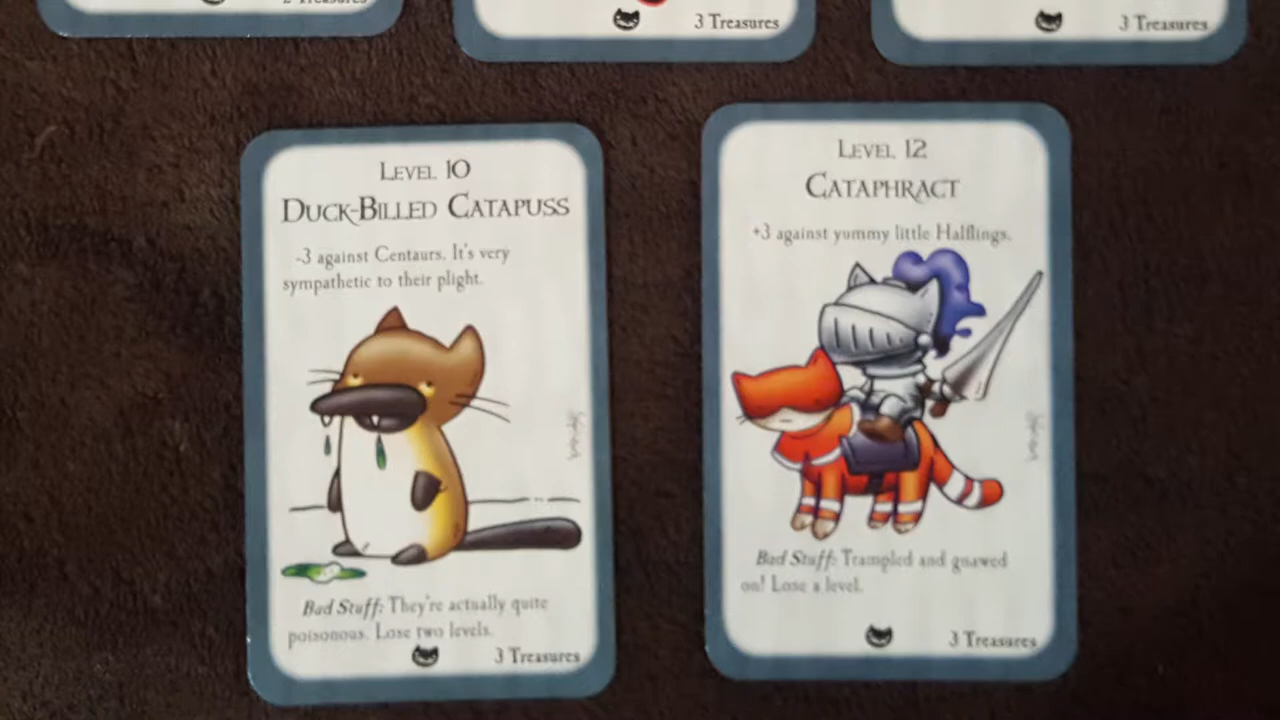 2 Treasures
3 Treasures
3 Treasures
LEVEL 10
DUCK-BILLED CATAPUSS
-3 against Centaurs. It's very
sympathetic to their plight.
Bad Stuff: They're actually quite
poisonous. Lose two levels.
3 Treasures
LEVEL 12
CATAPHRACT
+3 against yummy little Halflings.
Bad Stuff: Trampled and gnawed
on! Lose a level.
3 Treasures